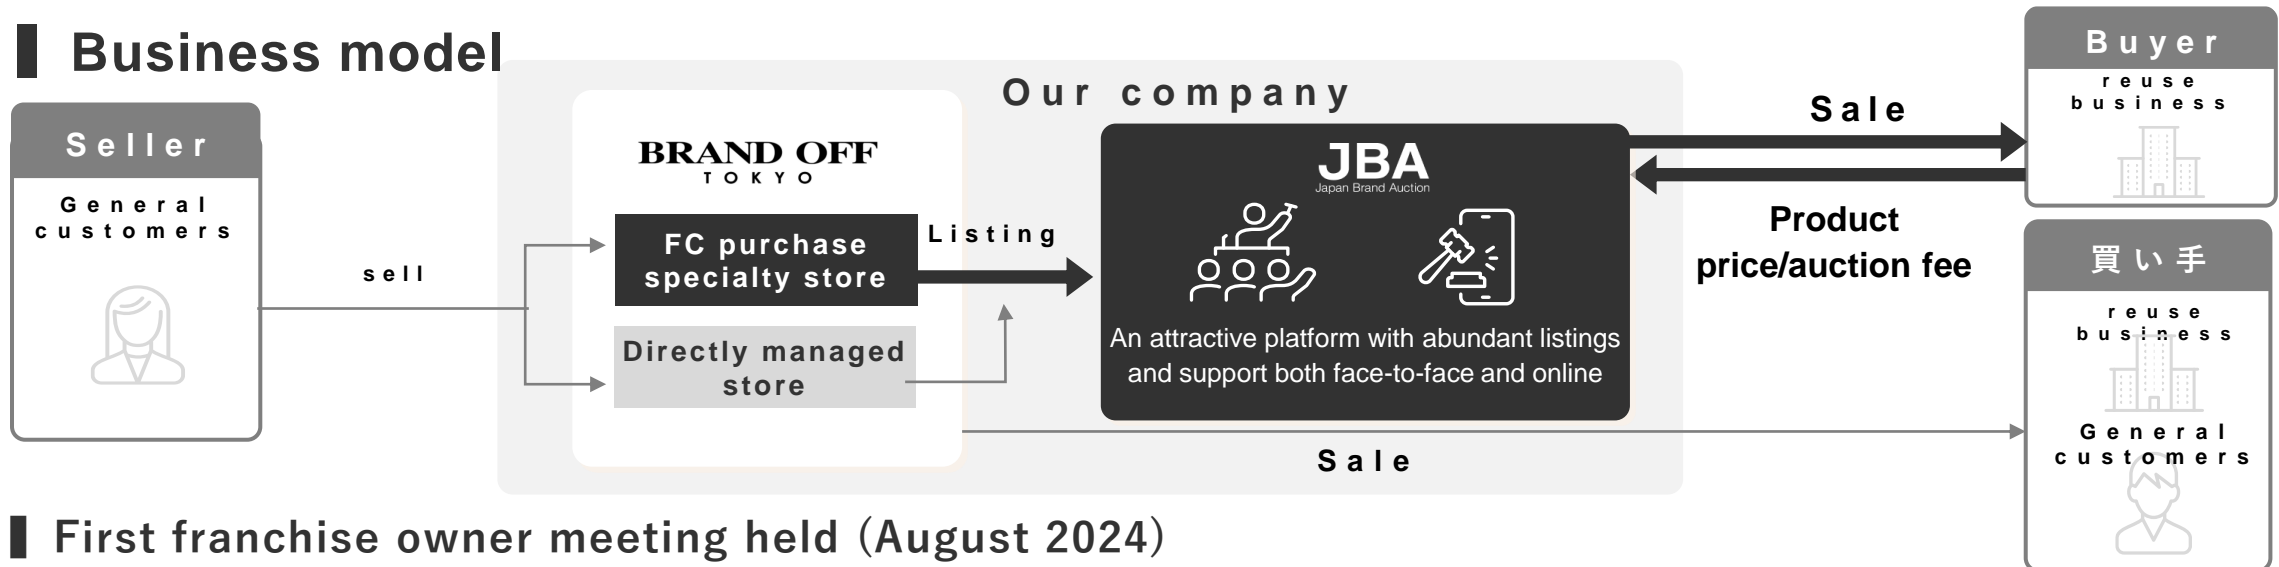 Business model
Seller
General
customers
sell
Our company
BRAND OFF
TOKYO
FC purchase
specialty store
Directly managed
store
Listing
JBA
Japan Brand Auction
An attractive platform with abundant listings
and support both face-to-face and online
Sale
Product
price/auction fee
Sale
Buyer
reuse
business
買い手
reuse
business
General
customers
First franchise owner meeting held (August 2024)